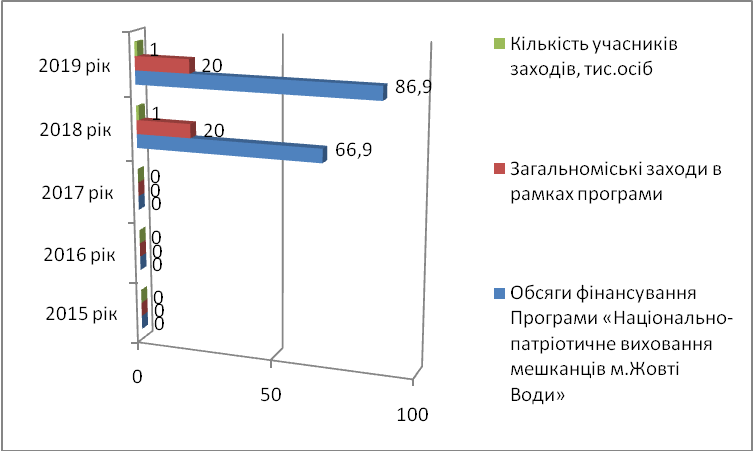 2019 рік
1
20
86,9
2018 рік
1
20
66,9
2017 рік
0
0
0
2016 рік
0
0
0
2015 рік
0
0
0
0
50
100
Кількість учасників
заходів, тис.осіб
Загальноміські заходи в
рамках програми
Обсяги фінансування
Програми «Національно-
патріотичне виховання
мешканців м.Жовті
Води»